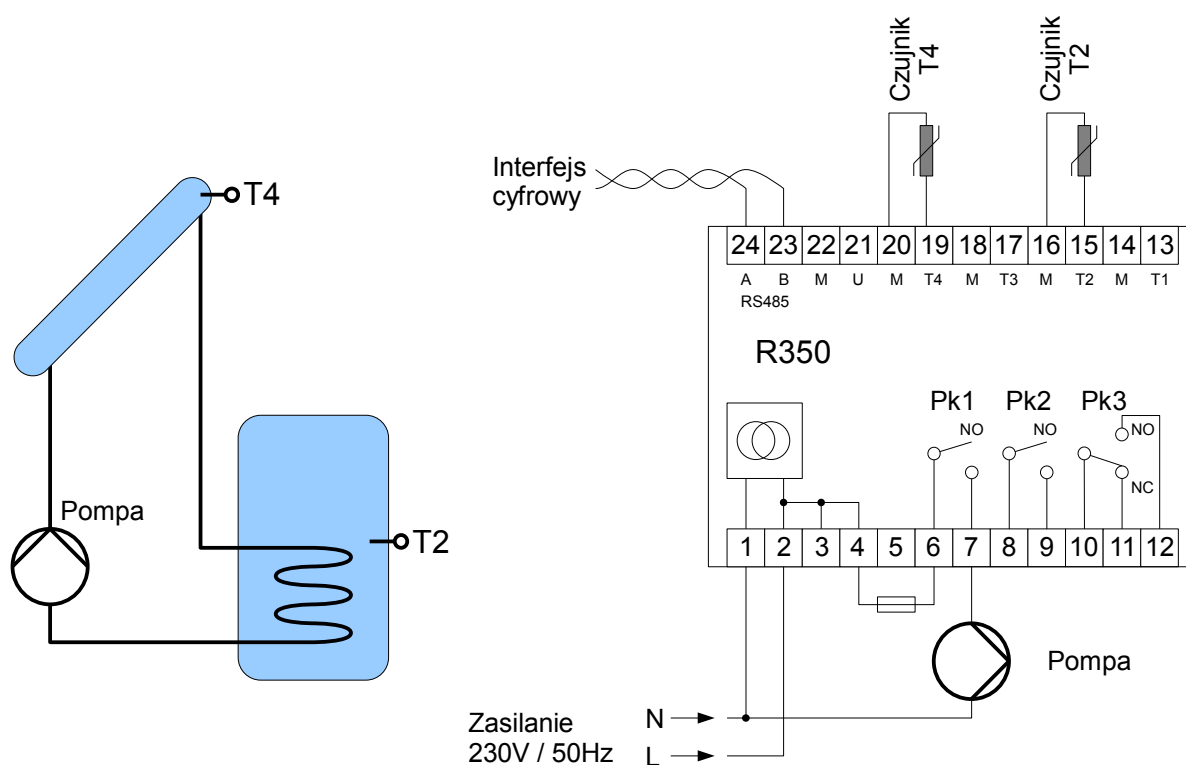 T4
Pompa
T2
Czujnik
T4
Czujnik
T2
Interfejs
cyfrowy
24 23 22 21 20 19 18 17 16 15 14 13
A B M U M T4 M T3 M T2 M T1
RS485
R350
Pk1 Pk2 Pk3
NO NO NO
NC
1 2 3 4 5 6 7 8 9 10 11 12
Pompa
Zasilanie N
230V / 50Hz L